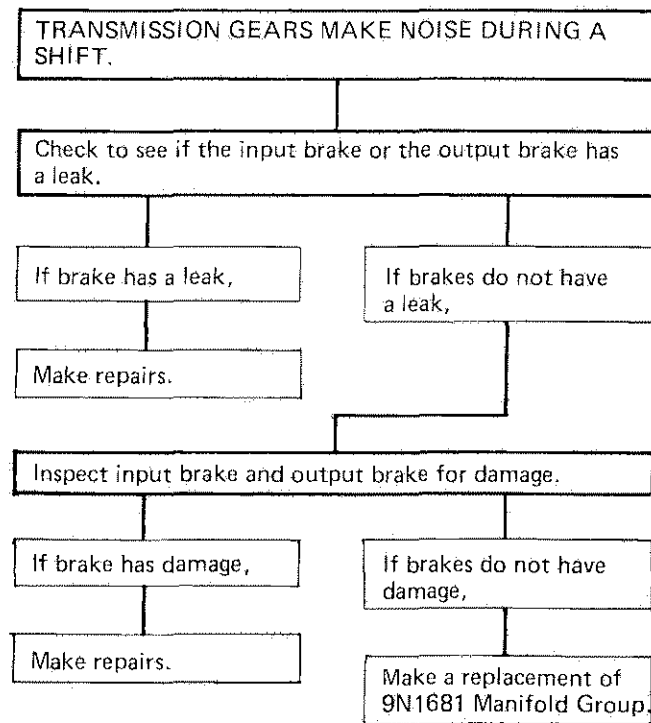 TRANSMISSION GEARS MAKE NOISE DURING A
SHIFT.
Check to see if the input brake or the output brake has
a leak.
If brake has a leak,
If brakes do not have
a leak,
Make repairs.
Inspect input brake and output brake for damage.
If brake has damage,
If brakes do not have
damage,
Make repairs.
Make a replacement of
9N1681 Manifold Group.